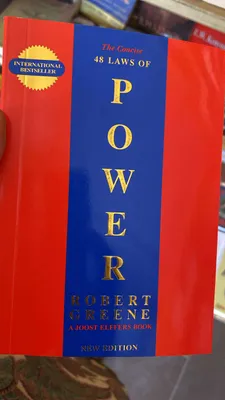 The Concise
48 LAWS OF
INTERNATIONAL
BESTSELLER
P
O
W
E
R
ROBERT
GREENE
A JOOST ELFFERS BOOK
NEW EDITION